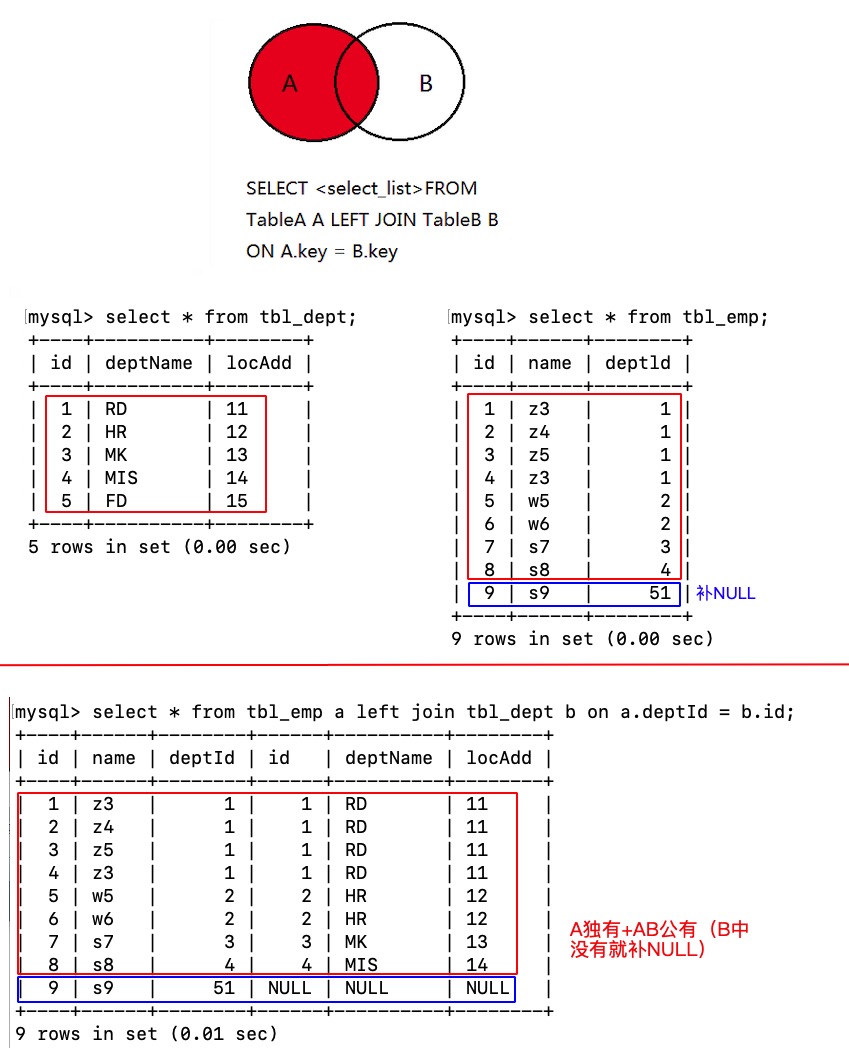 A
B
SELECT <select_list>FROM
TableA A LEFT JOIN TableB B
ON A.key = B.key
mysql> select * from tbl_dept;
+----+----------+--------+
| id | deptName | locAdd |
+----+----------+--------+
| 1 | RD | 11 |
| 2 | HR | 12 |
| 3 | MK | 13 |
| 4 | MIS | 14 |
| 5 | FD | 15 |
+----+----------+--------+
5 rows in set (0.00 sec)
mysql> select * from tbl_emp;
+----+------+--------+
| id | name | deptld |
+----+------+--------+
| 1 | z3 | 1 |
| 2 | z4 | 1 |
| 3 | z5 | 1 |
| 4 | z3 | 1 |
| 5 | w5 | 2 |
| 6 | w6 | 2 |
| 7 | s7 | 3 |
| 8 | s8 | 4 |
| 9 | s9 | 51 | 补NULL
+----+------+--------+
9 rows in set (0.00 sec)
mysql> select * from tbl_emp a left join tbl_dept b on a.deptId = b.id;
+----+------+--------+------+----------+--------+
| id | name | deptId | id | deptName | locAdd |
+----+------+--------+------+----------+--------+
| 1 | z3 | 1 | 1 | RD | 11 |
| 2 | z4 | 1 | 1 | RD | 11 |
| 3 | z5 | 1 | 1 | RD | 11 |
| 4 | z3 | 1 | 1 | RD | 11 |
| 5 | w5 | 2 | 2 | HR | 12 |
| 6 | w6 | 2 | 2 | HR | 12 |
| 7 | s7 | 3 | 3 | MK | 13 |
| 8 | s8 | 4 | 4 | MIS | 14 |
| 9 | s9 | 51 | NULL | NULL | NULL |
+----+------+--------+------+----------+--------+
9 rows in set (0.01 sec)
A独有+AB公有（B中
没有就补NULL）